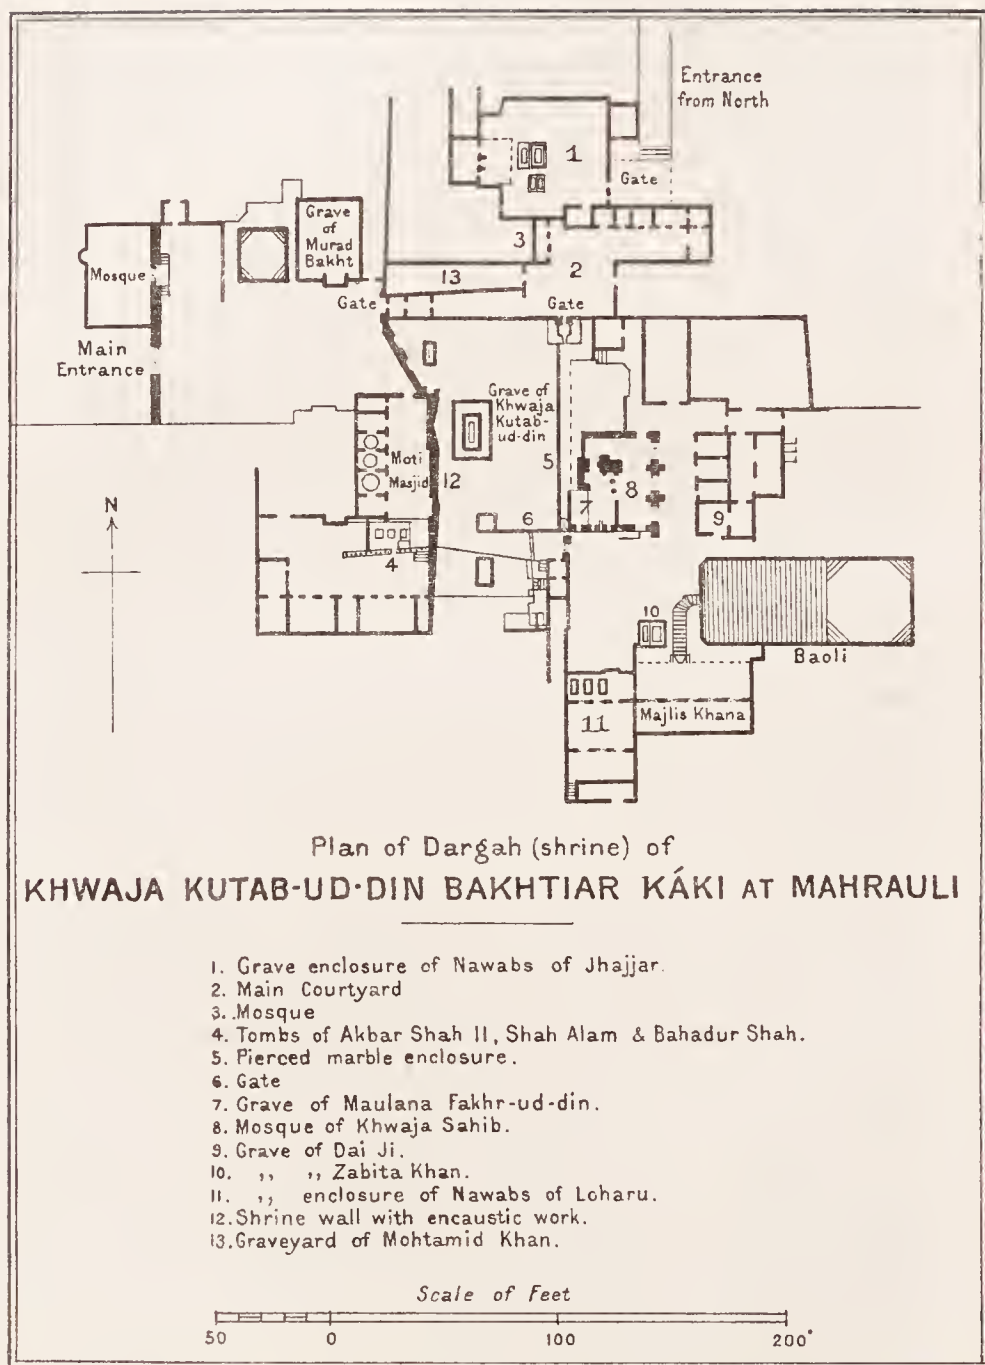 Entrance
from North
1
Gate
Grave
of
Murad
Bakht
3
2
Mosque
13
Gate
Gate
Main
Entrance
Grave of
Khwaja
Kutab-
ud-din
5
Moti
Masjid
12
8
7
9
6
N
4
10
Baoli
11
Majlis Khana
Plan of Dargah (shrine) of
KHWAJA KUTAB-UD-DIN BAKHTIAR KÁKI AT MAHRAULI
1. Grave enclosure of Nawabs of Jhajjar.
2. Main Courtyard
3. Mosque
4. Tombs of Akbar Shah II, Shah Alam & Bahadur Shah.
5. Pierced marble enclosure.
6. Gate
7. Grave of Maulana Fakhr-ud-din.
8. Mosque of Khwaja Sahib.
9. Grave of Dai Ji.
10. ,, ,, Zabita Khan.
11. ,, enclosure of Nawabs of Loharu.
12. Shrine wall with encaustic work.
13. Graveyard of Mohtamid Khan.
Scale of Feet
50 0 100 200'